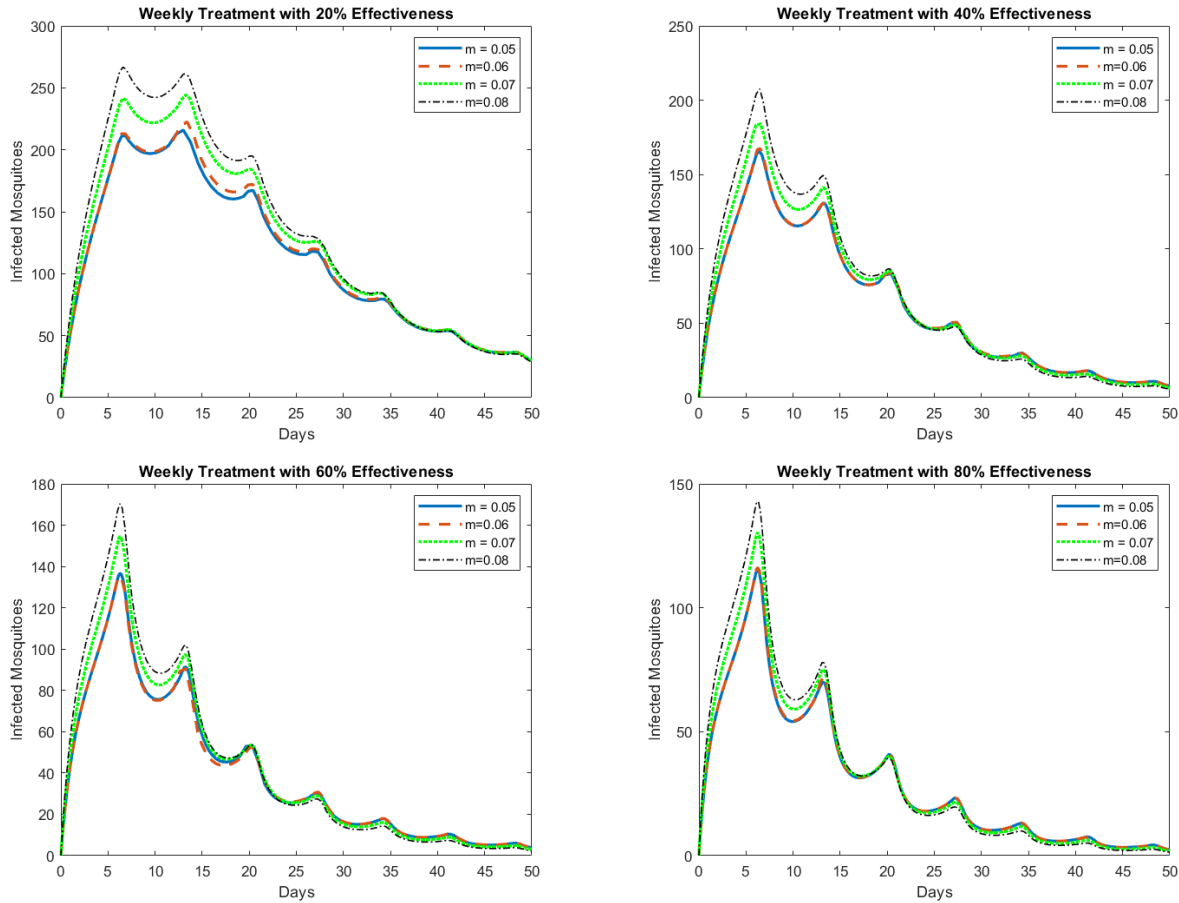 Weekly Treatment with 20% Effectiveness
300
250
200
150
100
50
0
Infected Mosquitoes
m = 0.05
m=0.06
m = 0.07
m=0.08
0 5 10 15 20 25 30 35 40 45 50
Days
Weekly Treatment with 40% Effectiveness
250
200
150
100
50
0
Infected Mosquitoes
m = 0.05
m=0.06
m = 0.07
m=0.08
0 5 10 15 20 25 30 35 40 45 50
Days
Weekly Treatment with 60% Effectiveness
180
160
140
120
100
80
60
40
20
0
Infected Mosquitoes
m = 0.05
m=0.06
m = 0.07
m=0.08
0 5 10 15 20 25 30 35 40 45 50
Days
Weekly Treatment with 80% Effectiveness
150
100
50
0
Infected Mosquitoes
m = 0.05
m=0.06
m = 0.07
m=0.08
0 5 10 15 20 25 30 35 40 45 50
Days